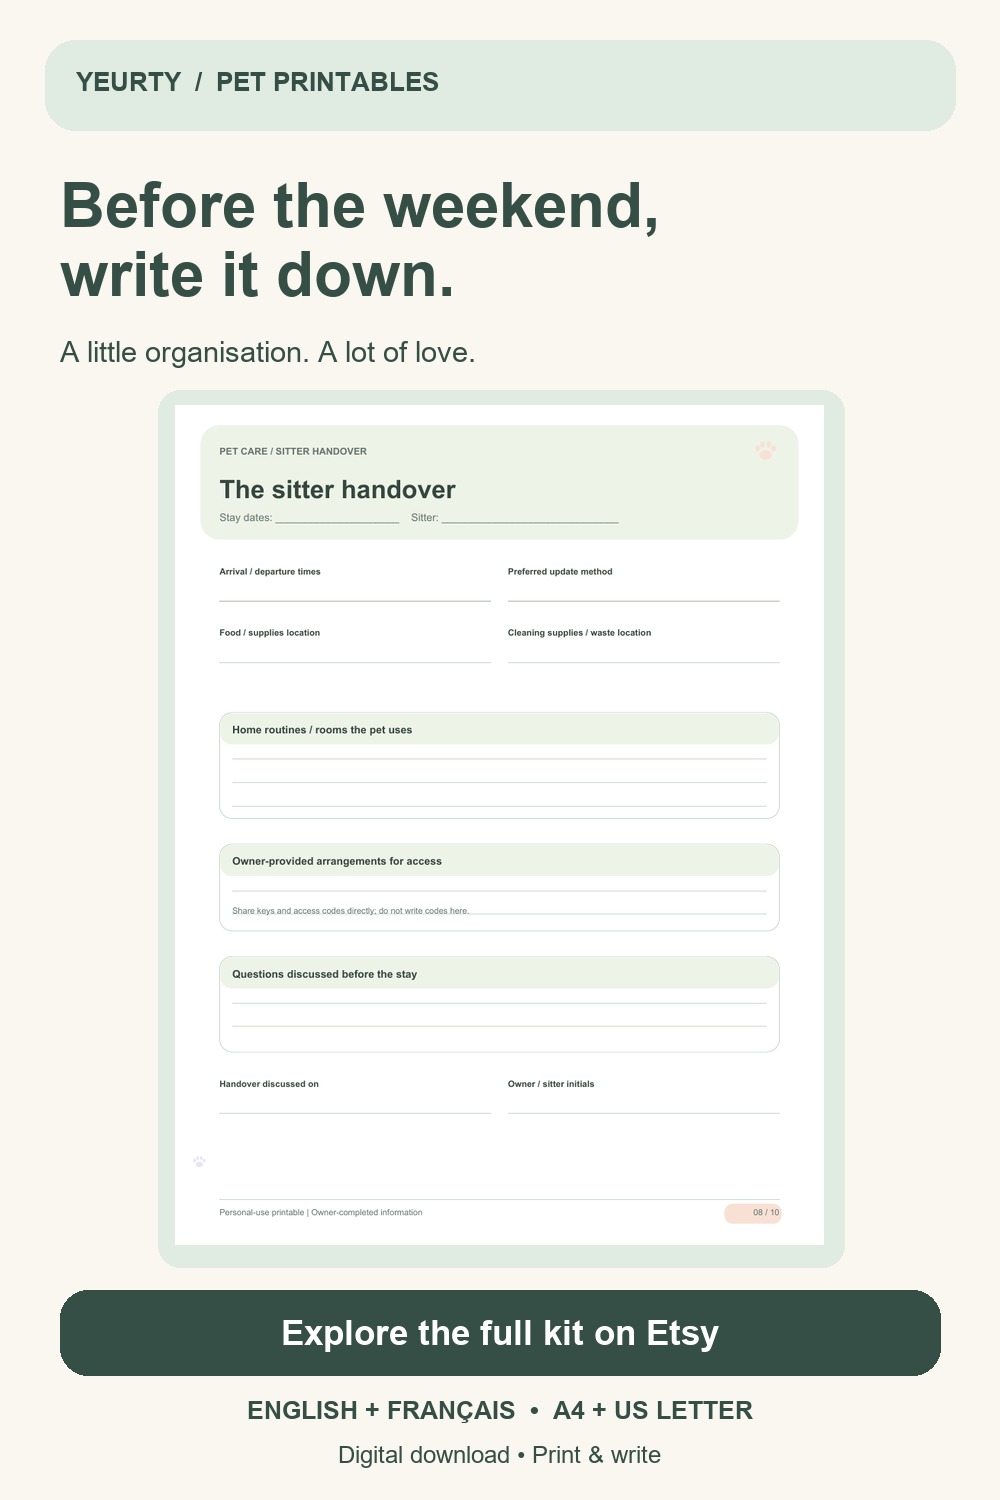 YEURTY / PET PRINTABLES
Before the weekend,
write it down.
A little organisation. A lot of love.
PET CARE / SITTER HANDOVER
The sitter handover
Stay dates: ____________________ Sitter: ____________________________
Arrival / departure times
Preferred update method
Food / supplies location
Cleaning supplies / waste location
Home routines / rooms the pet uses
Owner-provided arrangements for access
Share keys and access codes directly; do not write codes here.
Questions discussed before the stay
Handover discussed on
Owner / sitter initials
Personal-use printable | Owner-completed information
08 / 10
Explore the full kit on Etsy
ENGLISH + FRANÇAIS • A4 + US LETTER
Digital download • Print & write